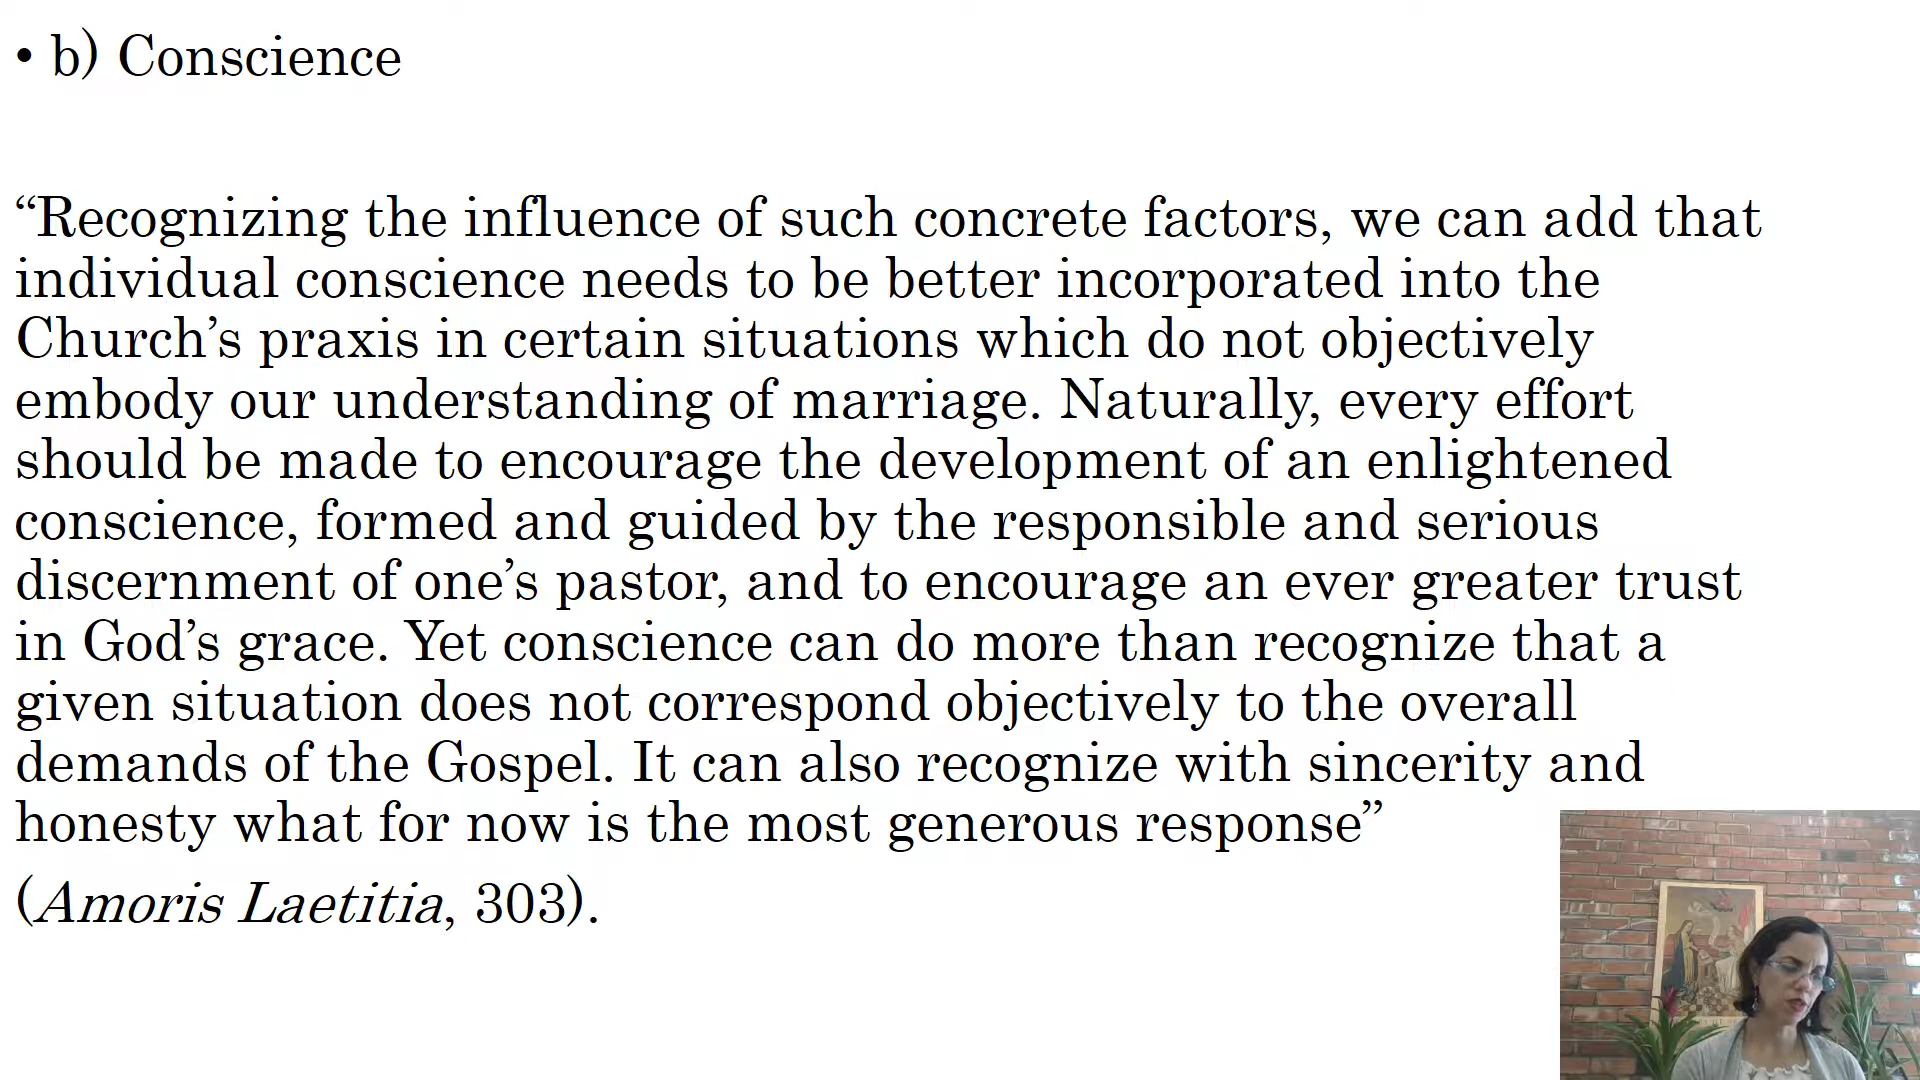 • b) Conscience
“Recognizing the influence of such concrete factors, we can add that
individual conscience needs to be better incorporated into the
Church’s praxis in certain situations which do not objectively
embody our understanding of marriage. Naturally, every effort
should be made to encourage the development of an enlightened
conscience, formed and guided by the responsible and serious
discernment of one’s pastor, and to encourage an ever greater trust
in God’s grace. Yet conscience can do more than recognize that a
given situation does not correspond objectively to the overall
demands of the Gospel. It can also recognize with sincerity and
honesty what for now is the most generous response”
(Amoris Laetitia, 303).